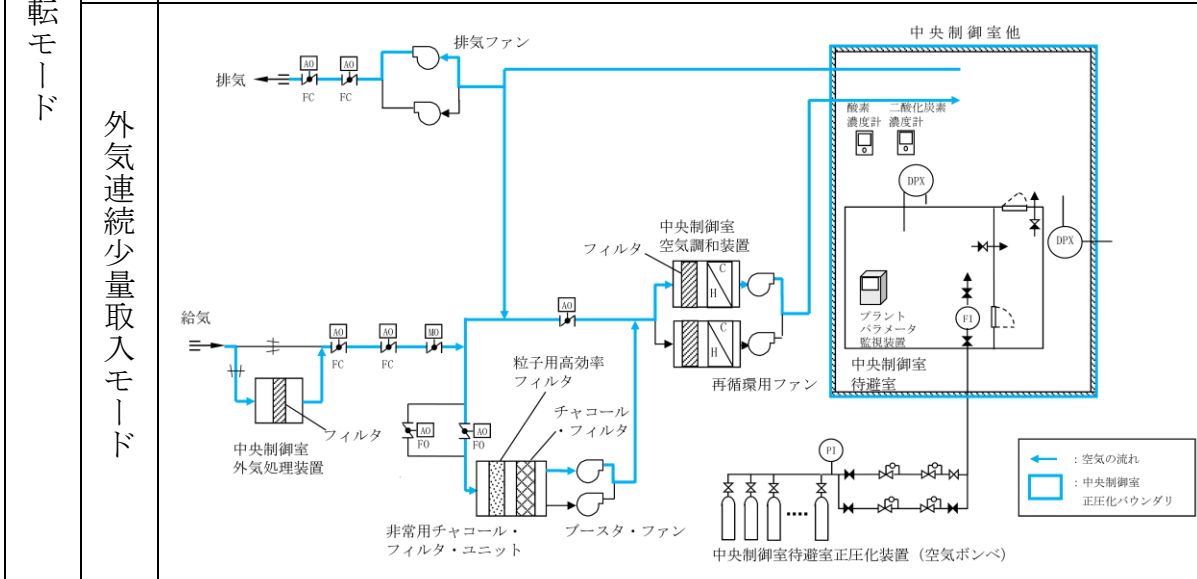 転モード
外気連続少量取入モード
中央制御室他
排気ファン
排気
AO
AO
FC
FC
酸素
濃度計
二酸化炭素
濃度計
DPX
DPX
中央制御室
空気調和装置
フィルタ
C
H
C
H
再循環用ファン
プラント
パラメータ
監視装置
FI
中央制御室
待避室
給気
AO
AO
MO
FC
FC
AO
フィルタ
中央制御室
外気処理装置
粒子用高効率
フィルタ
チャコール
・フィルタ
AO
FO
AO
FO
非常用チャコール・
フィルタ・ユニット
ブースタ・ファン
PI
中央制御室待避室正圧化装置(空気ボンベ)
:空気の流れ
:中央制御室
正圧化バウンダリ